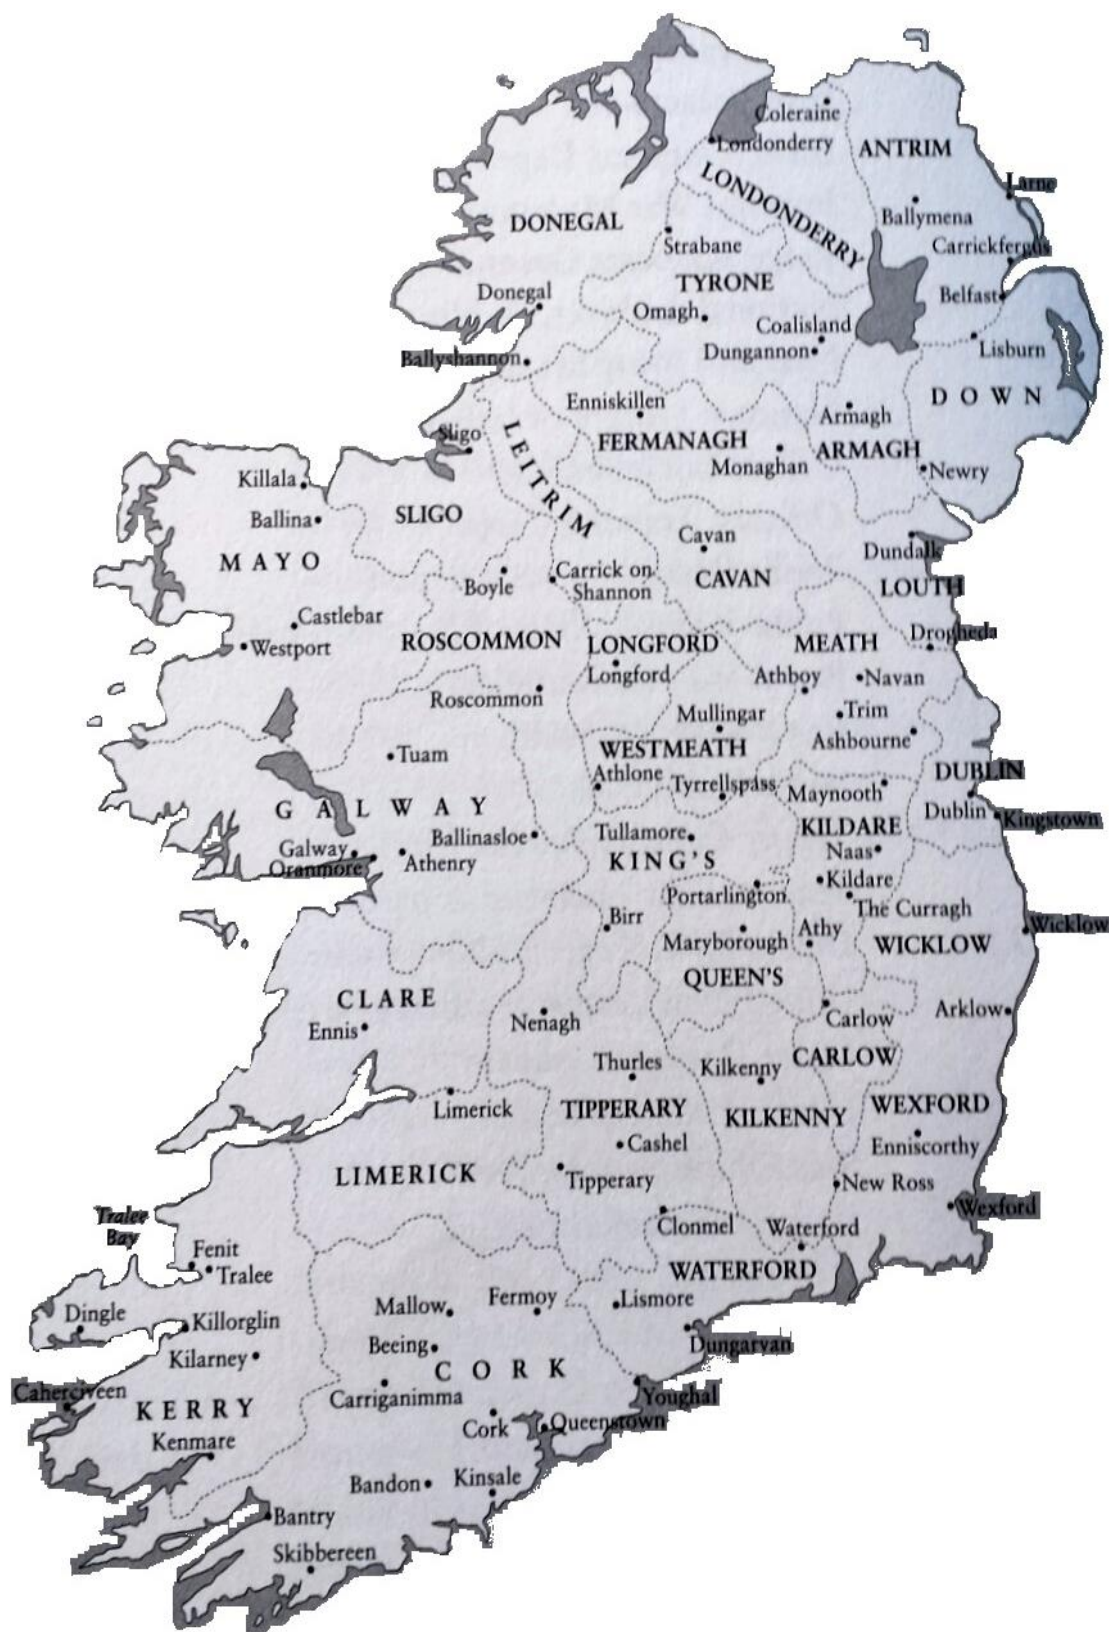 Coleraine
Londonderry
ANTRIM
Larne
LONDONDERRY
DONEGAL
Ballymena
Strabane
Carrickfergus
TYRONE
Donegal
Belfast
Omagh
Coalisland
Dungannon
Lisburn
Ballyshannon
DOWN
Enniskillen
Armagh
Sligo
LEITRIM
FERMANAGH
ARMAGH
Monaghan
Newry
Killala
Ballina
SLIGO
Cavan
Dundalk
MAYO
Carrick on
Shannon
CAVAN
Boyle
LOUTH
Castlebar
Westport
ROSCOMMON
LONGFORD
MEATH
Drogheda
Longford
Athboy
Navan
Roscommon
Mullingar
Trim
Ashbourne
WESTMEATH
Tuam
DUBLIN
Athlone
Tyrrellspass
Maynooth
GALWAY
Dublin
Kingstown
Ballinasloe
Tullamore
KILDARE
Galway
Oranmore
Athenry
KING'S
Naas
Kildare
Portarlington
The Curragh
Birr
Wicklow
Maryborough
Athy
WICKLOW
QUEEN'S
CLARE
Ennis
Nenagh
Carlow
Arklow
Thurles
Kilkenny
CARLOW
Limerick
TIPPERARY
KILKENNY
WEXFORD
Cashel
Enniscorthy
LIMERICK
Tipperary
New Ross
Tralee
Bay
Clonmel
Waterford
Wexford
Fenit
Tralee
WATERFORD
Dingle
Killorglin
Mallow
Fermoy
Lismore
Kilarney
Beeing
Dungarvan
CORK
Caherciveen
Carriganimma
Youghal
KERRY
Cork
Queenstown
Kenmare
Bandon
Kinsale
Bantry
Skibbereen